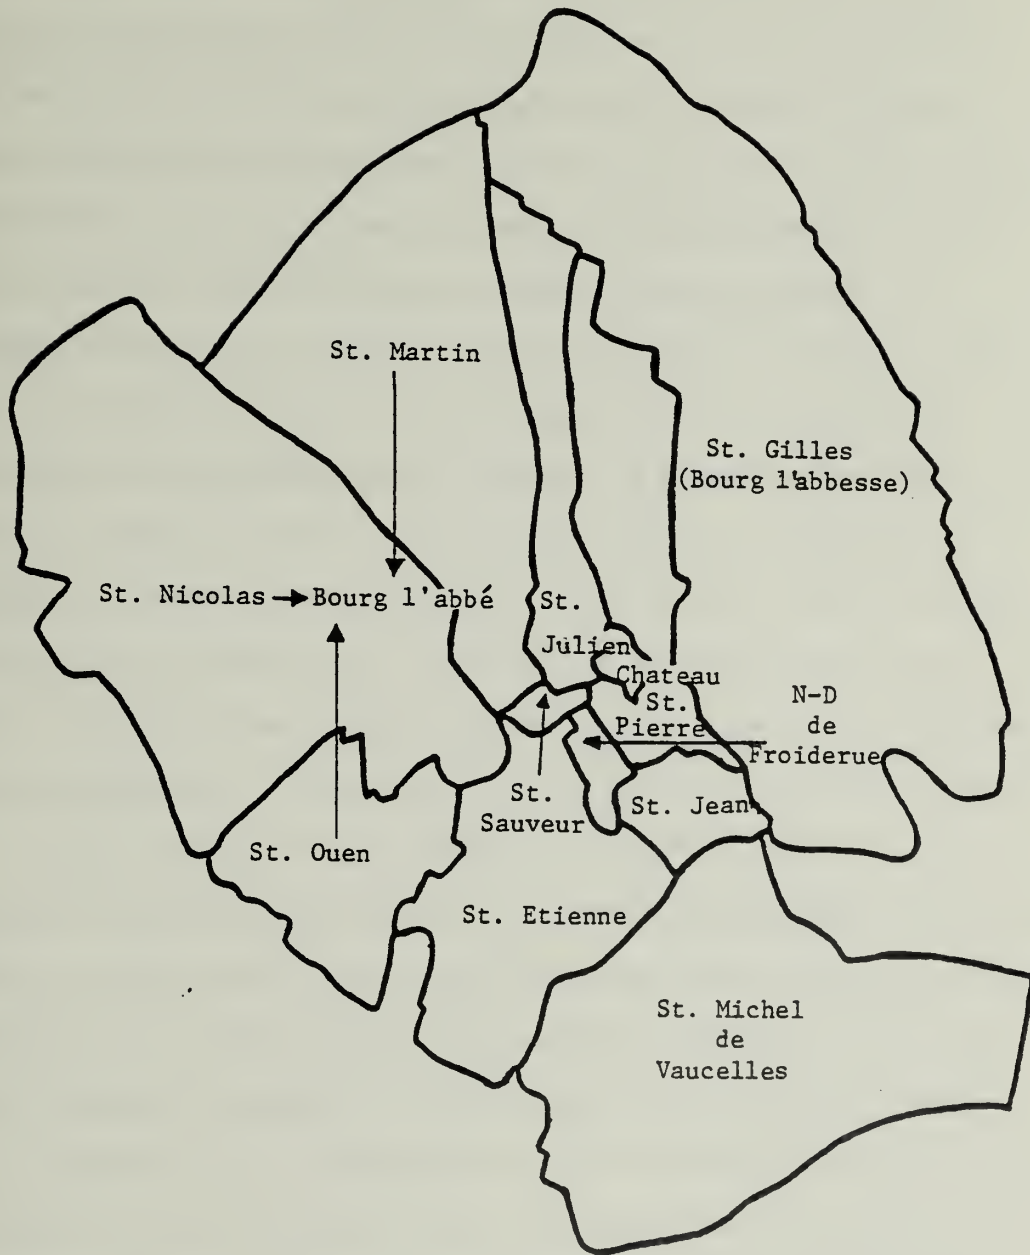 St. Martin
St. Gilles
(Bourg l'abbesse)
St. Nicolas
Bourg l'abbé
St.
Julien
Chateau
St.
Pierre
N-D
de
Froiderue
St.
Sauveur
St. Jean
St. Ouen
St. Etienne
St. Michel
de
Vaucelles